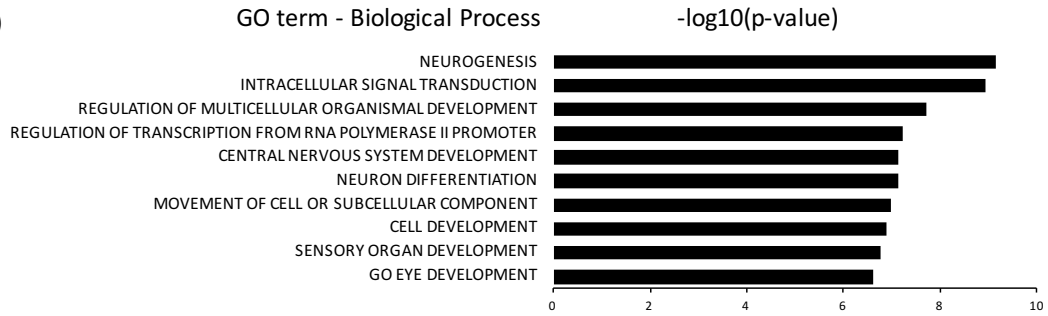 )
GO term - Biological Process -log10(p-value)
NEUROGENESIS
INTRACELLULAR SIGNAL TRANSDUCTION
REGULATION OF MULTICELLULAR ORGANISMAL DEVELOPMENT
REGULATION OF TRANSCRIPTION FROM RNA POLYMERASE II PROMOTER
CENTRAL NERVOUS SYSTEM DEVELOPMENT
NEURON DIFFERENTIATION
MOVEMENT OF CELL OR SUBCELLULAR COMPONENT
CELL DEVELOPMENT
SENSORY ORGAN DEVELOPMENT
GO EYE DEVELOPMENT
0 2 4 6 8 10